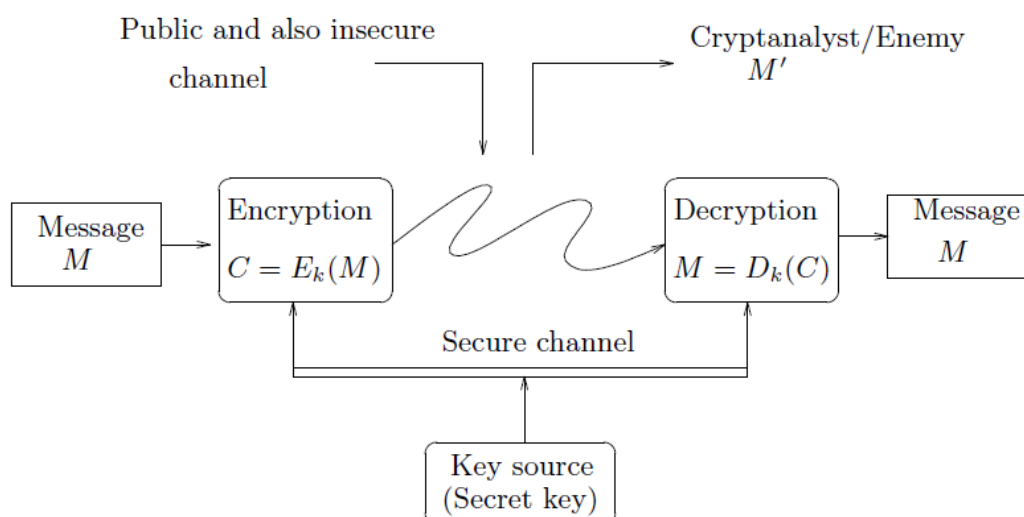 Public and also insecure
channel
Cryptanalyst/Enemy
M′
Message
M
Encryption
C = E_k(M)
Decryption
M = D_k(C)
Message
M
Secure channel
Key source
(Secret key)